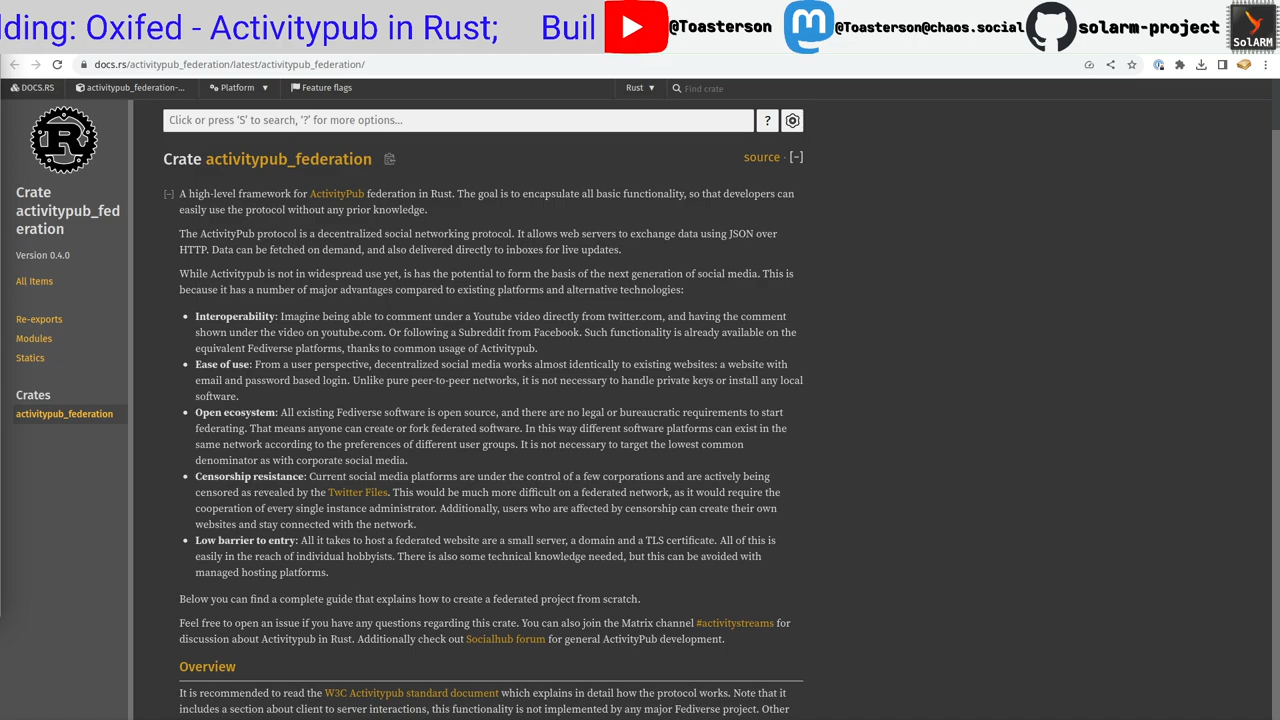 lding: Oxifed - Activitypub in Rust; Buil
@Toasterson
@Toasterson@chaos.social
solarm-project
SolARM
docs.rs/activitypub_federation/latest/activitypub_federation/
DOCS.RS
activitypub_federation-...
Platform
Feature flags
Rust
Find crate
Click or press ‘S’ to search, ‘?’ for more options…
?
Crate activitypub_federation
source · [−]
Crate
activitypub_fed
eration
Version 0.4.0
All Items
Re-exports
Modules
Statics
Crates
activitypub_federation
[−] A high-level framework for ActivityPub federation in Rust. The goal is to encapsulate all basic functionality, so that developers can
easily use the protocol without any prior knowledge.
The ActivityPub protocol is a decentralized social networking protocol. It allows web servers to exchange data using JSON over
HTTP. Data can be fetched on demand, and also delivered directly to inboxes for live updates.
While Activitypub is not in widespread use yet, is has the potential to form the basis of the next generation of social media. This is
because it has a number of major advantages compared to existing platforms and alternative technologies:
• Interoperability: Imagine being able to comment under a Youtube video directly from twitter.com, and having the comment
shown under the video on youtube.com. Or following a Subreddit from Facebook. Such functionality is already available on the
equivalent Fediverse platforms, thanks to common usage of Activitypub.
• Ease of use: From a user perspective, decentralized social media works almost identically to existing websites: a website with
email and password based login. Unlike pure peer-to-peer networks, it is not necessary to handle private keys or install any local
software.
• Open ecosystem: All existing Fediverse software is open source, and there are no legal or bureaucratic requirements to start
federating. That means anyone can create or fork federated software. In this way different software platforms can exist in the
same network according to the preferences of different user groups. It is not necessary to target the lowest common
denominator as with corporate social media.
• Censorship resistance: Current social media platforms are under the control of a few corporations and are actively being
censored as revealed by the Twitter Files. This would be much more difficult on a federated network, as it would require the
cooperation of every single instance administrator. Additionally, users who are affected by censorship can create their own
websites and stay connected with the network.
• Low barrier to entry: All it takes to host a federated website are a small server, a domain and a TLS certificate. All of this is
easily in the reach of individual hobbyists. There is also some technical knowledge needed, but this can be avoided with
managed hosting platforms.
Below you can find a complete guide that explains how to create a federated project from scratch.
Feel free to open an issue if you have any questions regarding this crate. You can also join the Matrix channel #activitystreams for
discussion about Activitypub in Rust. Additionally check out Socialhub forum for general ActivityPub development.
Overview
It is recommended to read the W3C Activitypub standard document which explains in detail how the protocol works. Note that it
includes a section about client to server interactions, this functionality is not implemented by any major Fediverse project. Other